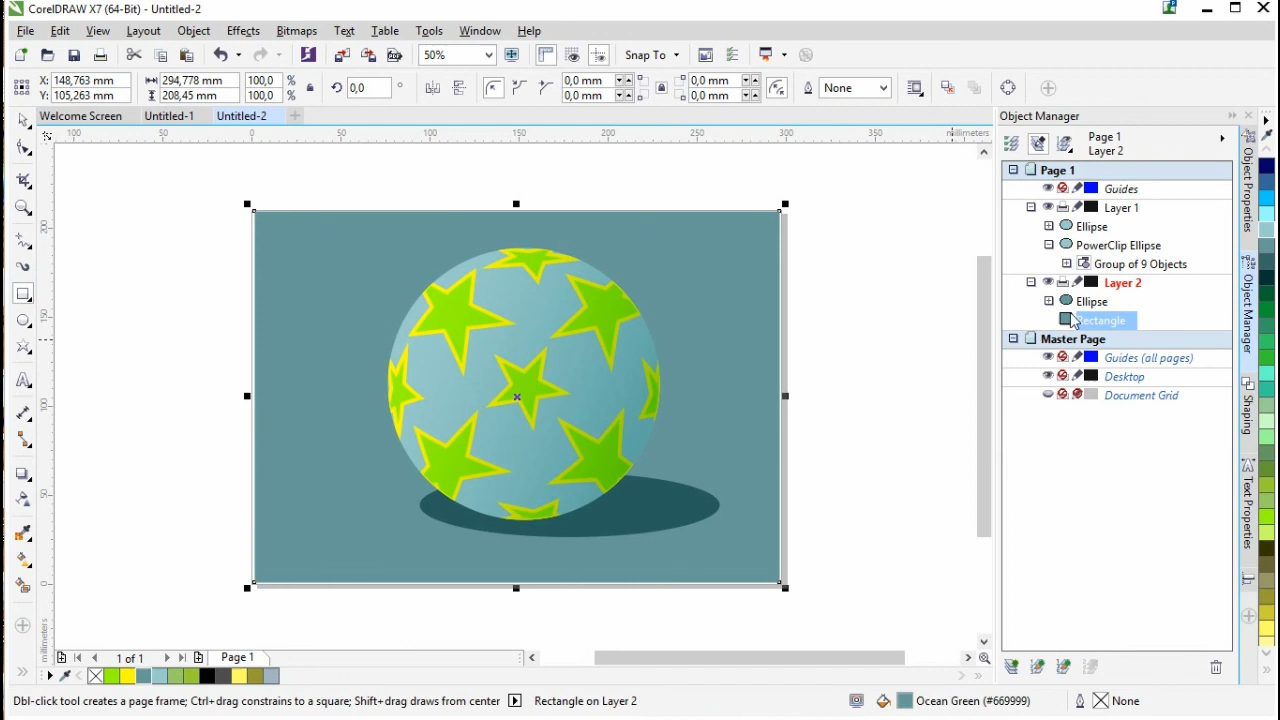 CorelDRAW X7 (64-Bit) - Untitled-2
File Edit View Layout Object Effects Bitmaps Text Table Tools Window Help
50% Snap To
X: 148,763 mm 294,778 mm 100,0 % 0,0 ° 0,0 mm 0,0 mm None
Y: 105,263 mm 208,45 mm 100,0 % 0,0 mm 0,0 mm
Welcome Screen Untitled-1 Untitled-2
100 50 0 50 100 150 200 250 300 350 millimeters
200
150
100
50
0
millimeters
Object Manager
Page 1
Layer 2
Page 1
Guides
Layer 1
Ellipse
PowerClip Ellipse
Group of 9 Objects
Layer 2
Ellipse
Rectangle
Master Page
Guides (all pages)
Desktop
Document Grid
Object Properties
Object Manager
Shaping
Text Properties
1 of 1 Page 1
Dbl-click tool creates a page frame; Ctrl+drag constrains to a square; Shift+drag draws from center Rectangle on Layer 2 Ocean Green (#669999) None